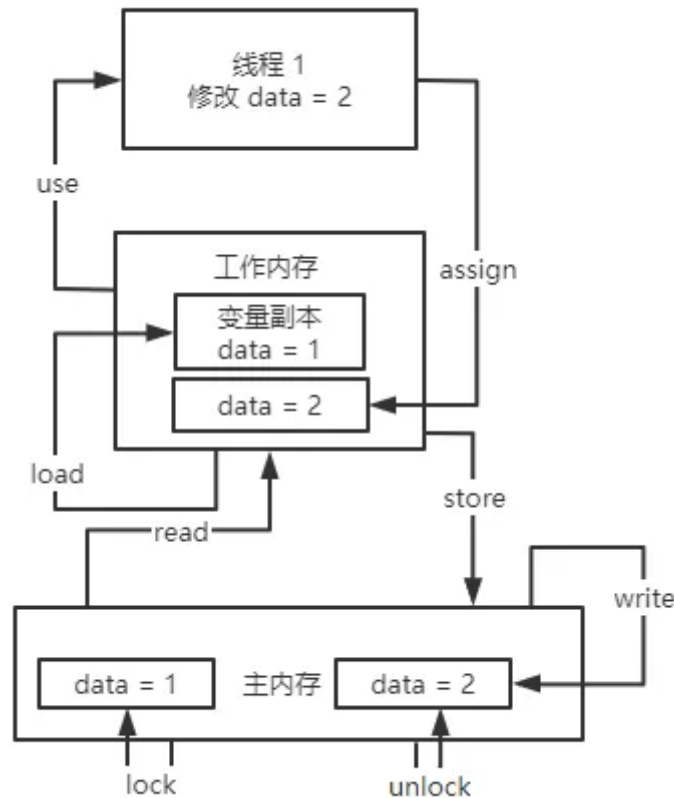 线程 1
修改 data = 2
use
assign
工作内存
变量副本
data = 1
data = 2
load
store
read
write
data = 1
主内存
data = 2
lock
unlock